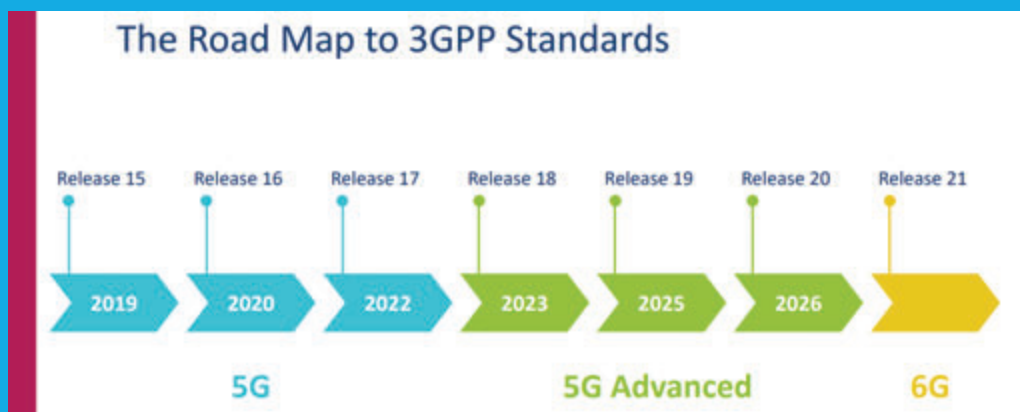 The Road Map to 3GPP Standards
Release 15 Release 16 Release 17 Release 18 Release 19 Release 20 Release 21
2019 2020 2022 2023 2025 2026
5G 5G Advanced 6G